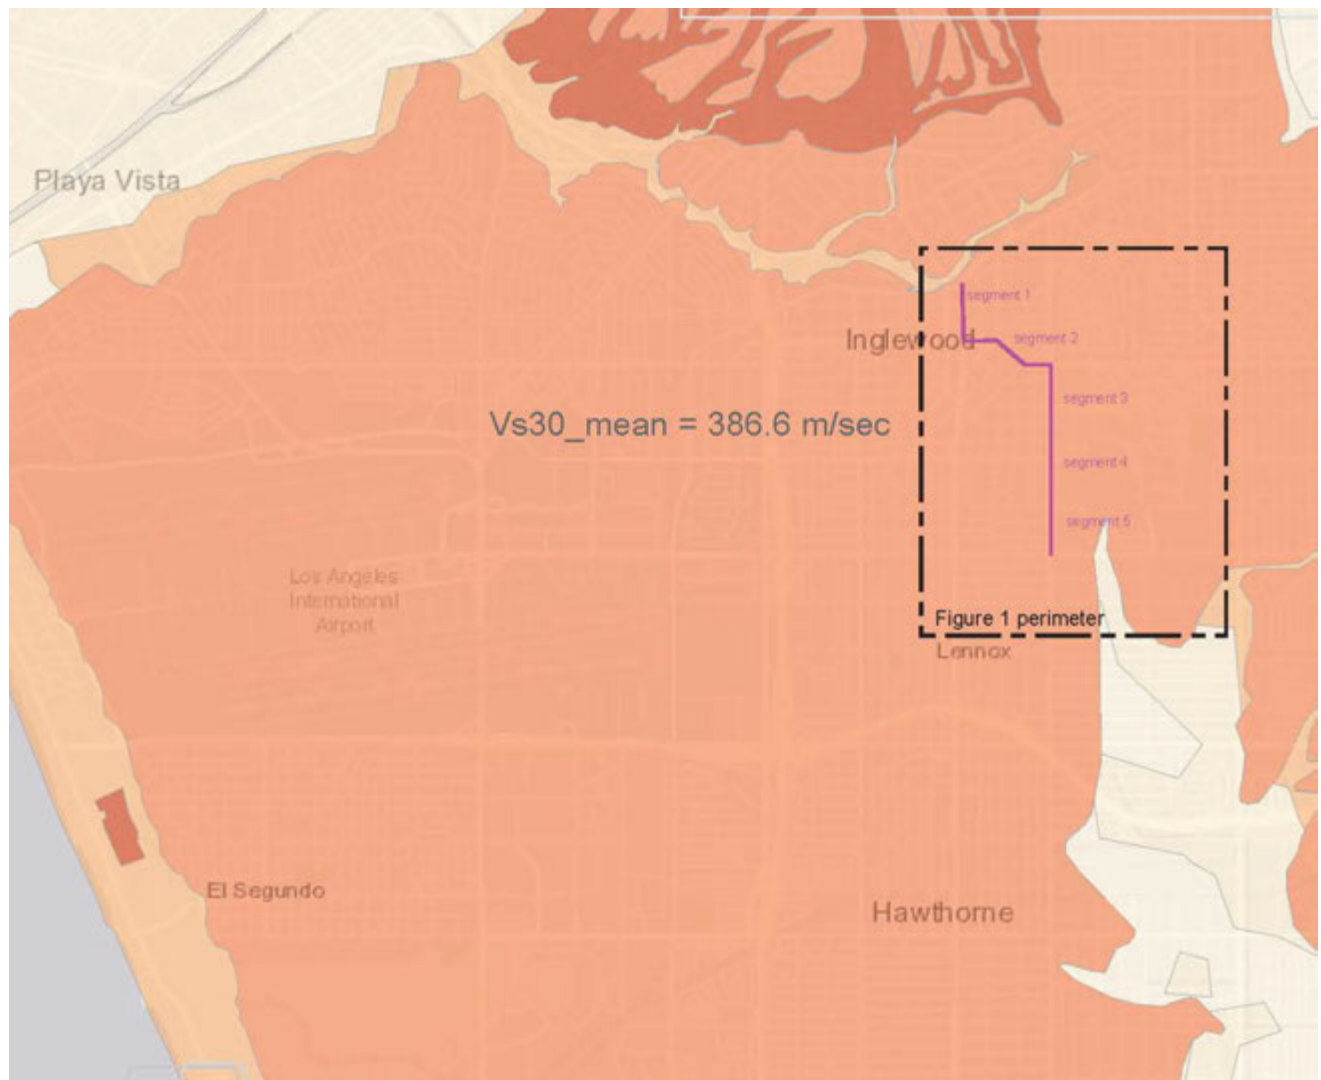 Playa Vista
segment 1
Inglewood
segment 2
segment 3
Vs30_mean = 386.6 m/sec
segment 4
segment 5
Los Angeles
International
Airport
Figure 1 perimeter
Lennox
El Segundo
Hawthorne